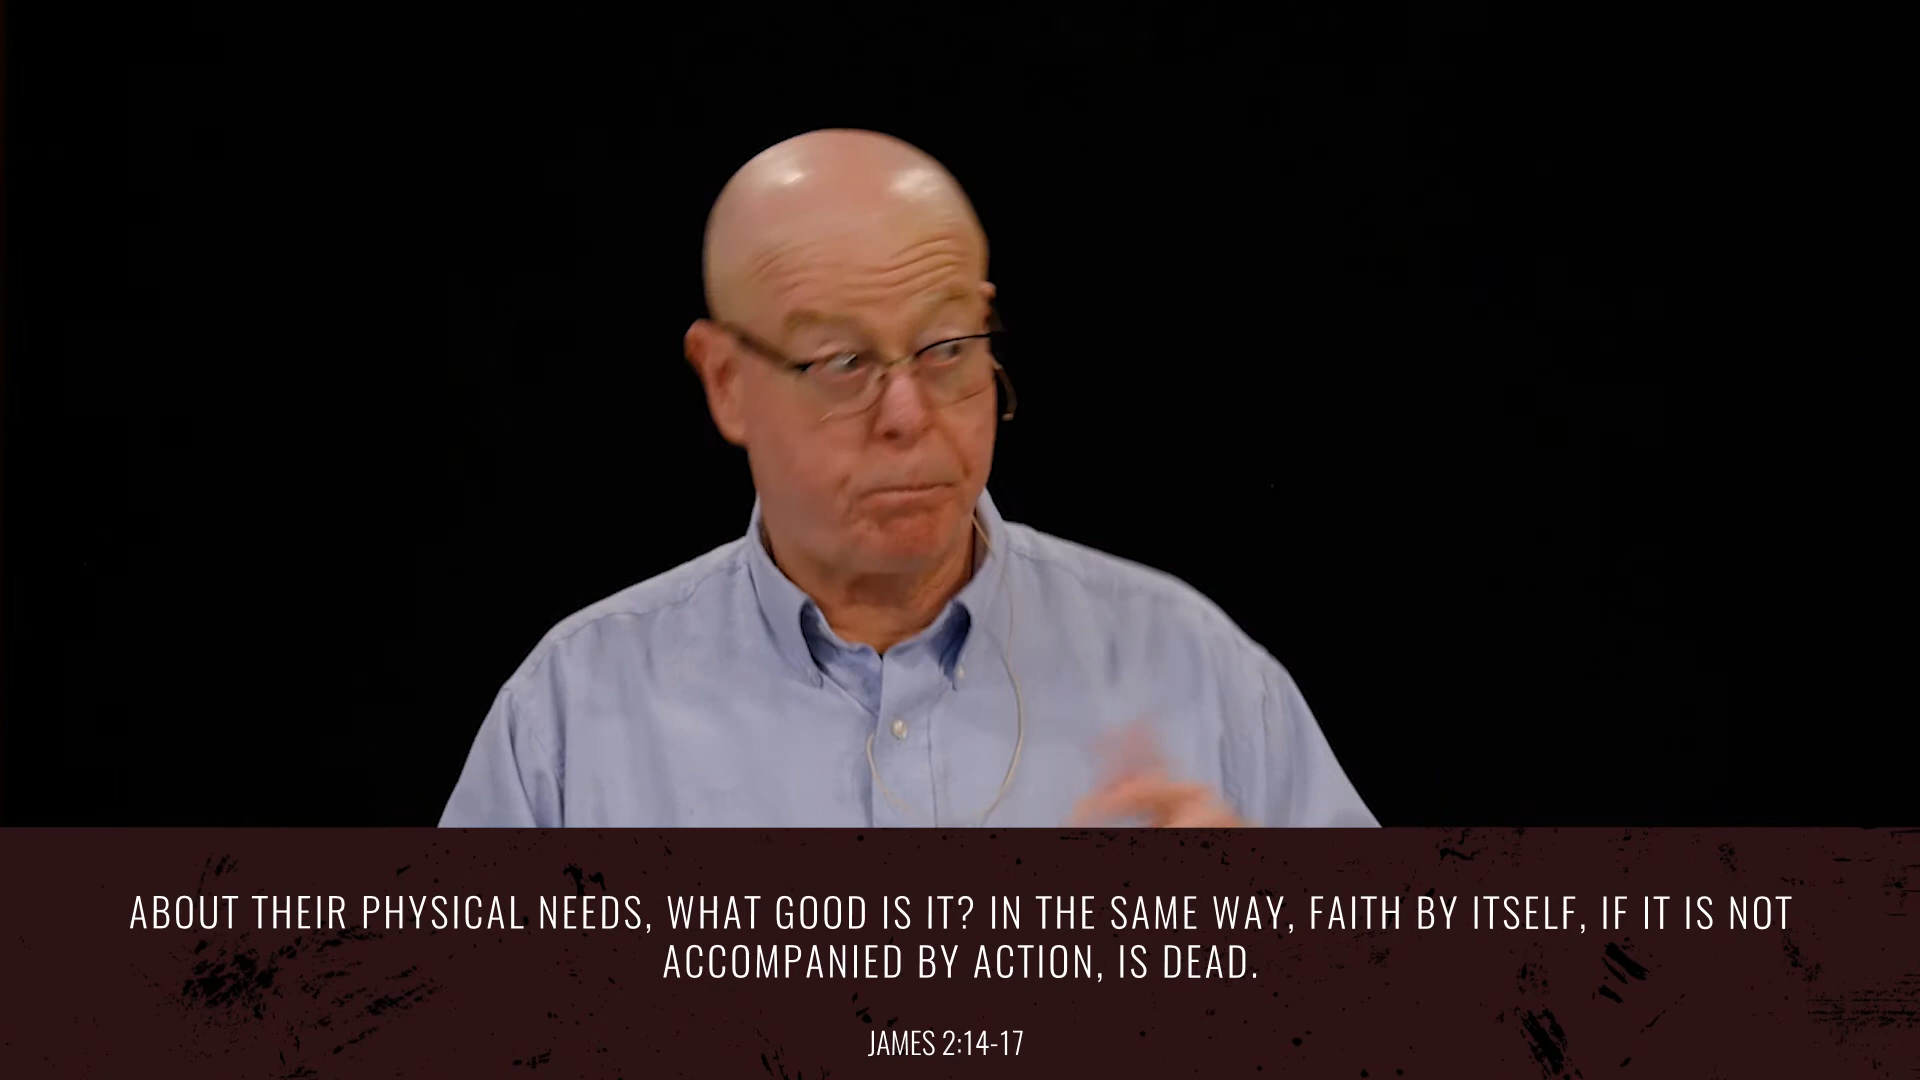 ABOUT THEIR PHYSICAL NEEDS, WHAT GOOD IS IT? IN THE SAME WAY, FAITH BY ITSELF, IF IT IS NOT
ACCOMPANIED BY ACTION, IS DEAD.
JAMES 2:14-17